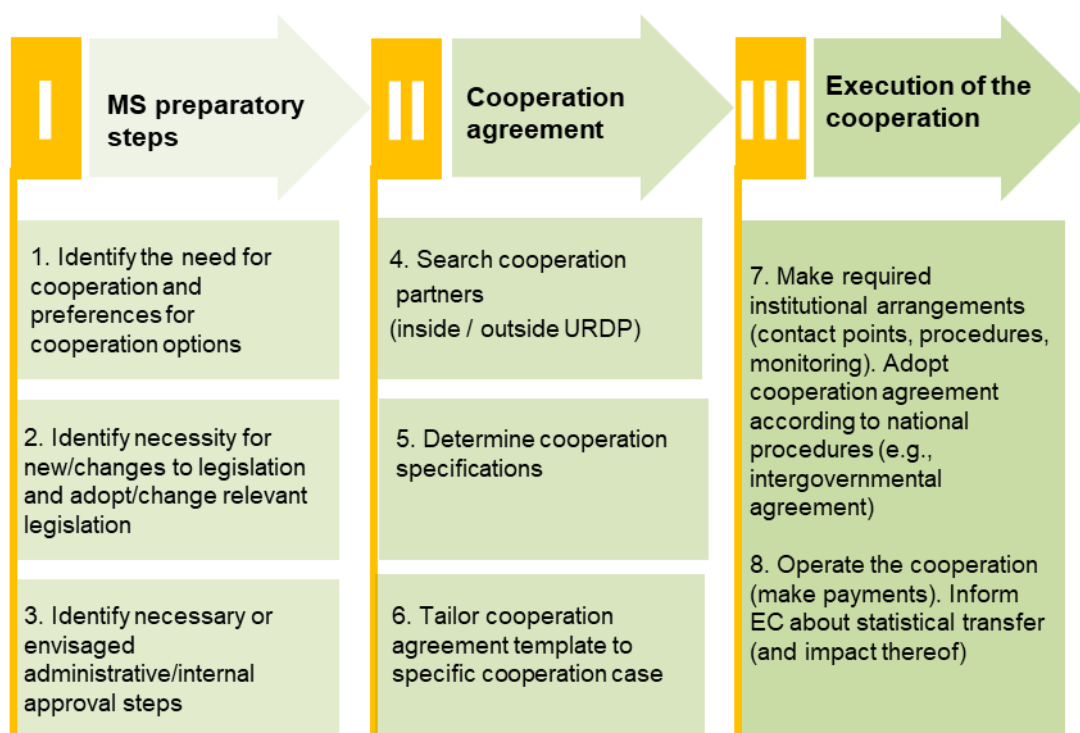 I
MS preparatory
steps
1. Identify the need for
cooperation and
preferences for
cooperation options
2. Identify necessity for
new/changes to legislation
and adopt/change relevant
legislation
3. Identify necessary or
envisaged
administrative/internal
approval steps
II
Cooperation
agreement
4. Search cooperation
partners
(inside / outside URDP)
5. Determine cooperation
specifications
6. Tailor cooperation
agreement template to
specific cooperation case
III
Execution of the
cooperation
7. Make required
institutional arrangements
(contact points, procedures,
monitoring). Adopt
cooperation agreement
according to national
procedures (e.g.,
intergovernmental
agreement)
8. Operate the cooperation
(make payments). Inform
EC about statistical transfer
(and impact thereof)